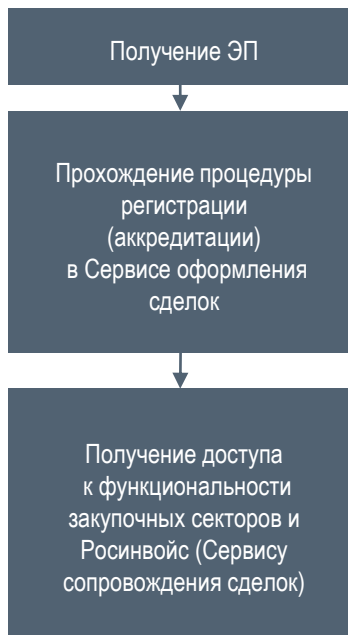 Получение ЭП
Прохождение процедуры
регистрации
(аккредитации)
в Сервисе оформления
сделок
Получение доступа
к функциональности
закупочных секторов и
Росинвойс (Сервису
сопровождения сделок)